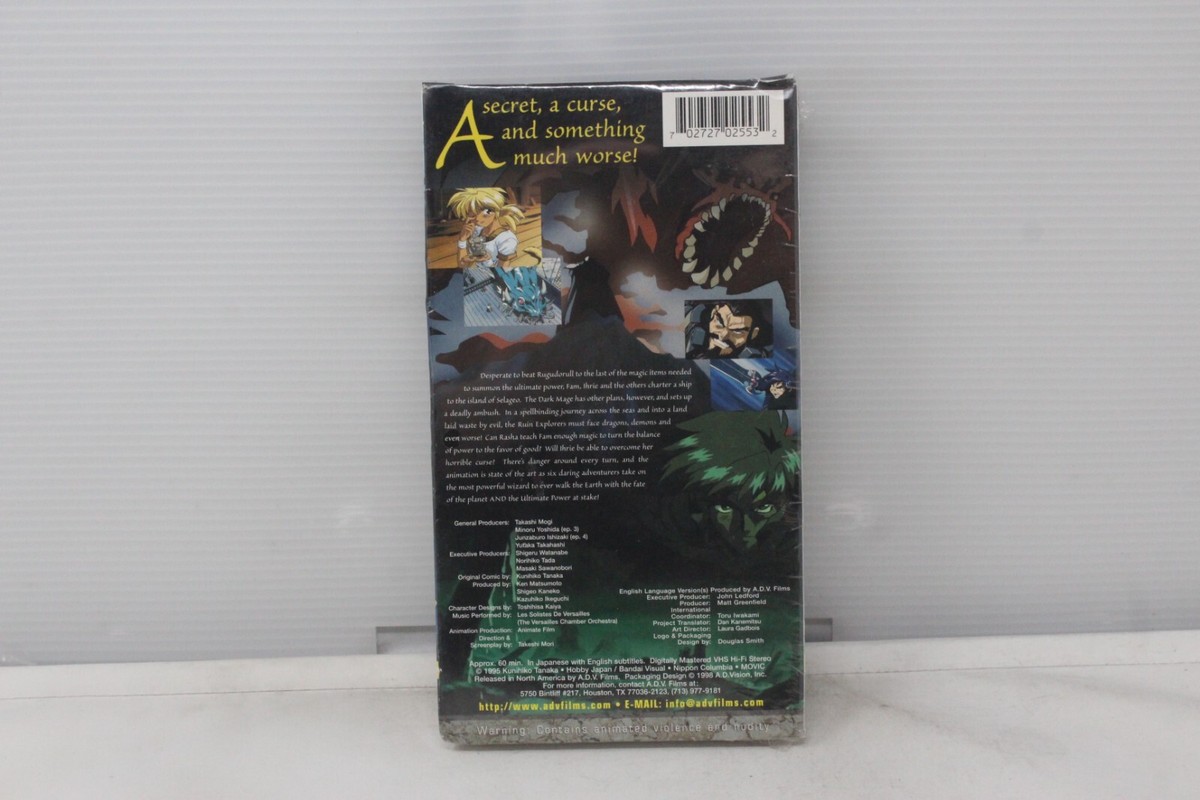 A secret, a curse,
and something
much worse!
7 02727 02553 2
Desperate to beat Rugudorull to the last of the magic items needed
to summon the ultimate power, Fam, Ihrie and the others charter a ship
to the island of Selageo. The Dark Mage has other plans, however, and sets up
a deadly ambush. In a spellbinding journey across the seas and into a land
laid waste by evil, the Ruin Explorers must face dragons, demons and
even worse! Can Rasha teach Fam enough magic to turn the balance
of power to the favor of good? Will Ihrie be able to overcome her
horrible curse? There's danger around every turn, and the
animation is state of the art as six daring adventurers take on
the most powerful wizard to ever walk the Earth with the fate
of the planet AND the Ultimate Power at stake!
General Producers: Takashi Mogi
Minoru Yoshida (ep. 3)
Junzaburo Ishizaki (ep. 4)
Yutaka Takahashi
Executive Producers: Shigeru Watanabe
Norihiko Tada
Masaki Sawanobori
Original Comic by: Kunihiko Tanaka
Produced by: Ken Matsumoto
Shigeo Kaneko
Kazuhiko Ikeguchi
Character Designs by: Toshihisa Kaiya
Music Performed by: Les Solistes De Versailles
(The Versailles Chamber Orchestra)
Animation Production: Animate Film
Direction &
Screenplay by: Takeshi Mori
English Language Version(s) Produced by A.D.V. Films
Executive Producer: John Ledford
Producer: Matt Greenfield
International
Coordinator: Toru Iwakami
Project Translator: Dan Kanemitsu
Art Director: Laura Gadbois
Logo & Packaging
Design by: Douglas Smith
Approx. 60 min. In Japanese with English subtitles. Digitally Mastered VHS Hi-Fi Stereo
© 1995 Kunihiko Tanaka • Hobby Japan / Bandai Visual • Nippon Columbia • MOVIC
Released in North America by A.D.V. Films. Packaging Design © 1998 A.D.Vision, Inc.
For more information, contact A.D.V. Films at:
5750 Bintliff #217, Houston, TX 77036-2123, (713) 977-9181
http://www.advfilms.com • E-MAIL: info@advfilms.com
Warning: Contains animated violence and nudity